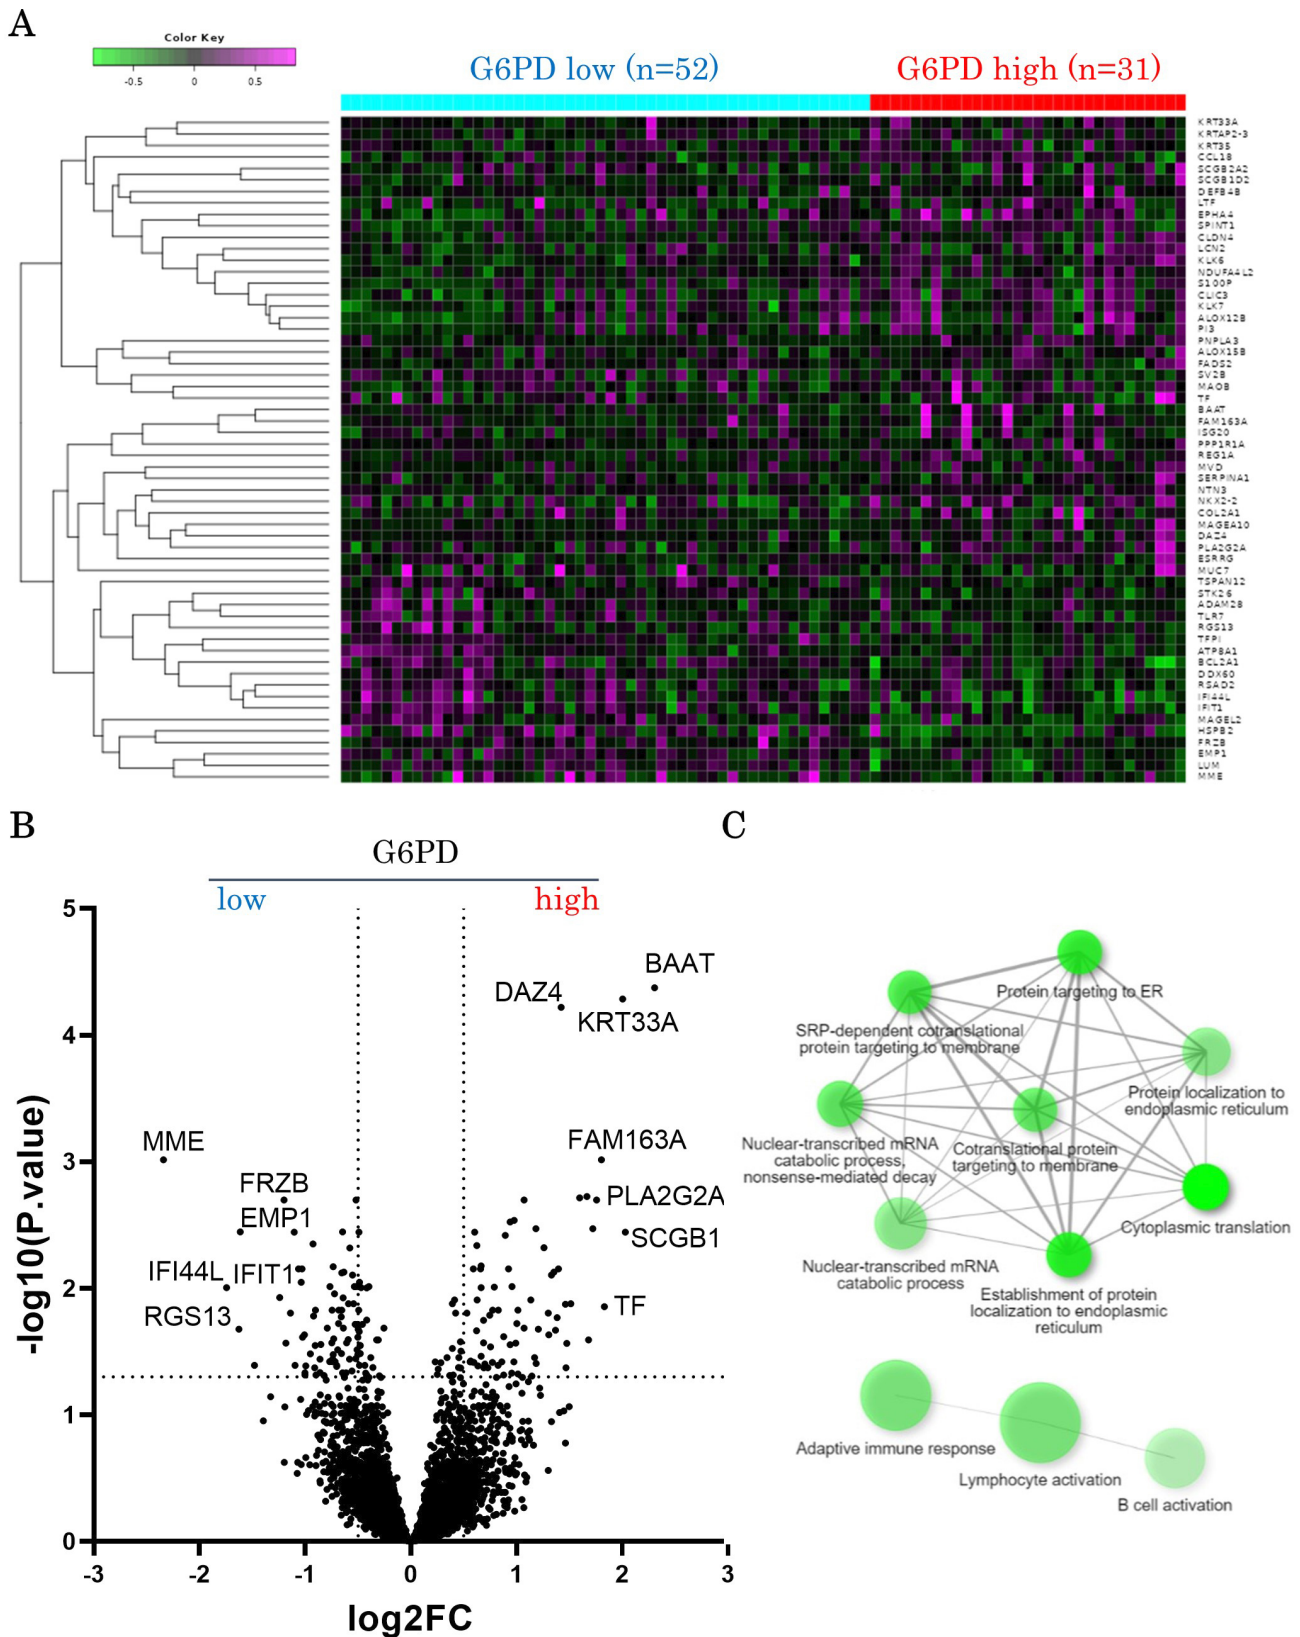 A
Color Key
-0.5 0 0.5
G6PD low (n=52) G6PD high (n=31)
KRT33A
KRTAP2-3
KRT35
CCL18
SCGB2A2
SCGB1D2
DEFB4B
LTF
EPHA4
SPINT1
CLDN4
LCN2
KLK6
NDUFA4L2
S100P
CLIC3
KLK7
ALOX12B
PI3
PNPLA3
ALOX15B
FADS2
SV2B
MAOB
TF
BAAT
FAM163A
ISG20
PPP1R1A
REG1A
MVD
SERPINA1
NTN3
NKX2-2
COL2A1
MAGEA10
DAZ4
PLA2G2A
ESRRG
MUC7
TSPAN12
STK26
ADAM28
TLR7
RGS13
TFPI
ATP8A1
BCL2A1
DDX60
RSAD2
IFI44L
IFIT1
MAGEL2
HSPB2
FRZB
EMP1
LUM
MME
B
G6PD
low high
5
4
3
2
1
0
-log10(P.value)
BAAT
DAZ4
KRT33A
MME
FAM163A
FRZB
PLA2G2A
EMP1
SCGB1
IFI44L IFIT1
RGS13
TF
-3 -2 -1 0 1 2 3
log2FC
C
Protein targeting to ER
SRP-dependent cotranslational
protein targeting to membrane
Protein localization to
endoplasmic reticulum
Nuclear-transcribed mRNA
catabolic process,
nonsense-mediated decay
Cotranslational protein
targeting to membrane
Cytoplasmic translation
Nuclear-transcribed mRNA
catabolic process
Establishment of protein
localization to endoplasmic
reticulum
Adaptive immune response
Lymphocyte activation
B cell activation